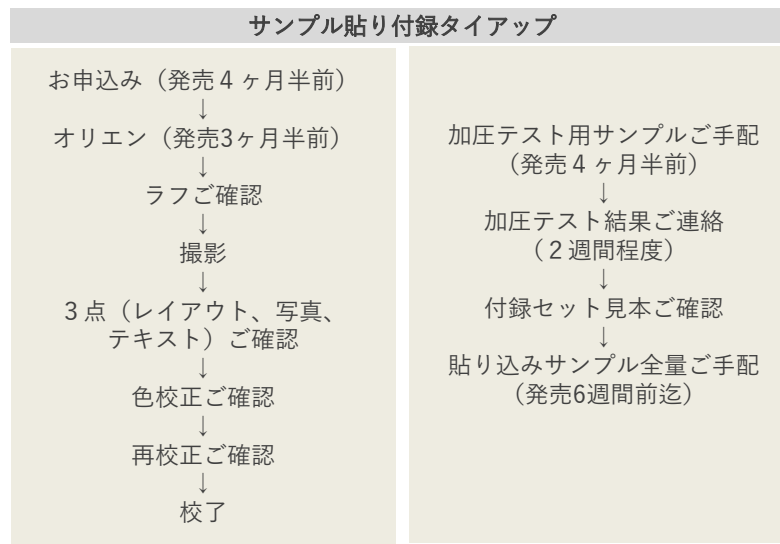 サンプル貼り付録タイアップ
お申込み（発売４ヶ月半前）
↓
オリエン（発売3ヶ月半前）
↓
ラフご確認
↓
撮影
↓
３点（レイアウト、写真、
テキスト）ご確認
↓
色校正ご確認
↓
再校正ご確認
↓
校了
加圧テスト用サンプルご手配
（発売４ヶ月半前）
↓
加圧テスト結果ご連絡
（２週間程度）
↓
付録セット見本ご確認
↓
貼り込みサンプル全量ご手配
（発売6週間前迄）